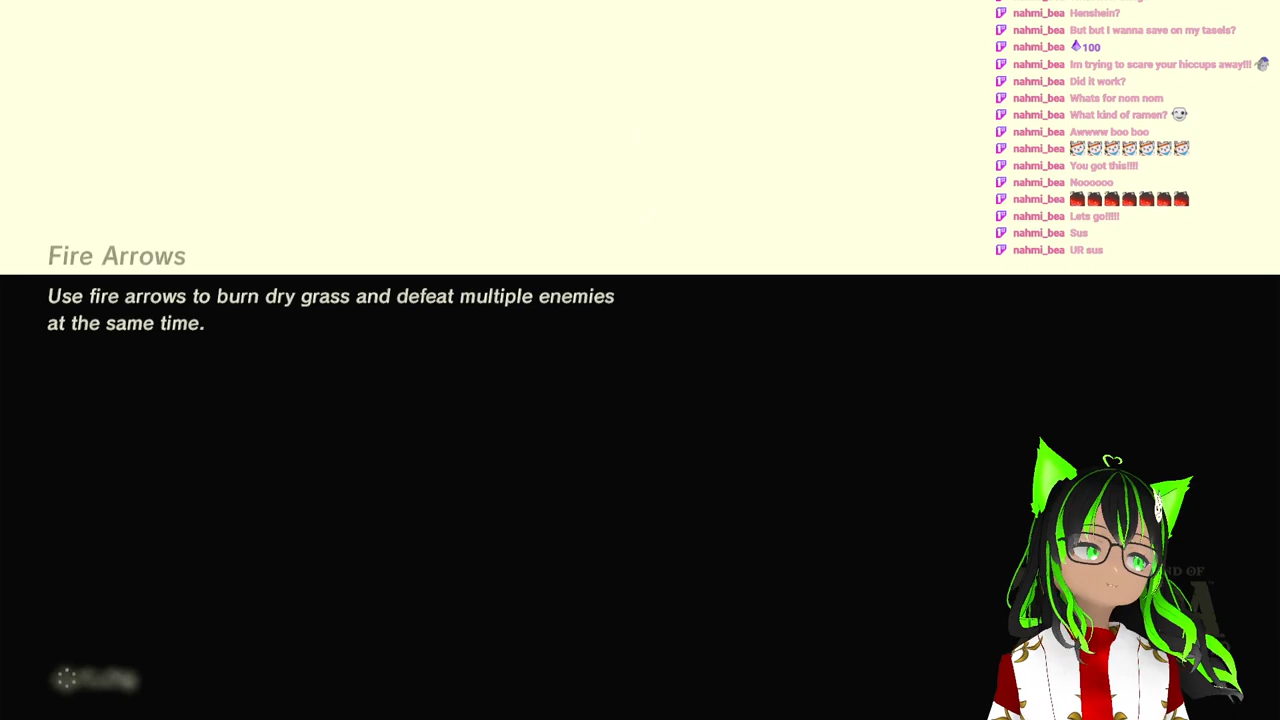 nahmi_bea Henshein?
nahmi_bea But but I wanna save on my tasels?
nahmi_bea 100
nahmi_bea Im trying to scare your hiccups away!!!
nahmi_bea Did it work?
nahmi_bea Whats for nom nom
nahmi_bea What kind of ramen?
nahmi_bea Awwww boo boo
nahmi_bea
nahmi_bea You got this!!!!
nahmi_bea Noooooo
nahmi_bea
nahmi_bea Lets go!!!!!
nahmi_bea Sus
nahmi_bea UR sus
Fire Arrows
Use fire arrows to burn dry grass and defeat multiple enemies
at the same time.
ND OF
A